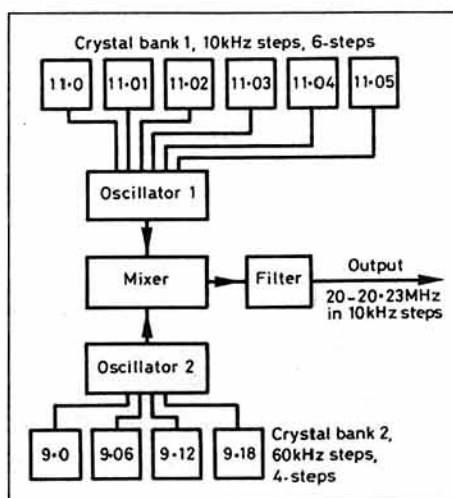 Crystal bank 1, 10kHz steps, 6-steps
11·0 11·01 11·02 11·03 11·04 11·05
Oscillator 1
Mixer
Filter
Output
20-20·23MHz
in 10kHz steps
Oscillator 2
9·0 9·06 9·12 9·18
Crystal bank 2,
60kHz steps,
4-steps